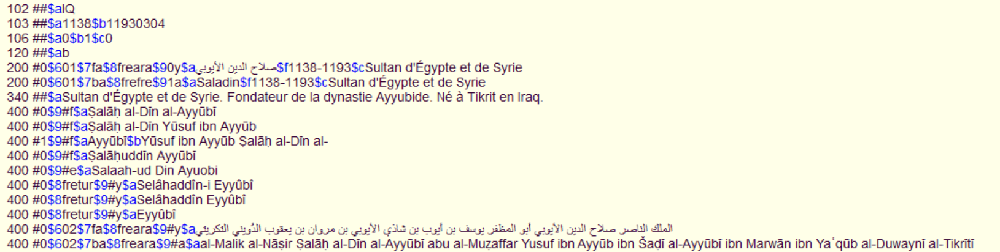 102 ##$aIQ
103 ##$a1138$b11930304
106 ##$a0$b1$c0
120 ##$ab
200 #0$601$7fa$8freara$90y$aصلاح الدين الأيوبي$f1138-1193$cSultan d'Égypte et de Syrie
200 #0$601$7ba$8frefre$91a$aSaladin$f1138-1193$cSultan d'Égypte et de Syrie
340 ##$aSultan d'Égypte et de Syrie. Fondateur de la dynastie Ayyubide. Né à Tikrit en Iraq.
400 #0$9#f$aṢalāḥ al-Dīn al-Ayyūbī
400 #0$9#f$aṢalāḥ al-Dīn Yūsuf ibn Ayyūb
400 #1$9#f$aAyyūbī$bYūsuf ibn Ayyūb Ṣalāḥ al-Dīn al-
400 #0$9#f$aṢalāḥuddīn Ayyūbī
400 #0$9#e$aSalaah-ud Din Ayuobi
400 #0$8fretur$9#y$aSelâhaddîn-i Eyyûbî
400 #0$8fretur$9#y$aSelâhaddîn Eyyûbî
400 #0$8fretur$9#y$aEyyûbî
400 #0$602$7fa$8freara$9#y$aالملك الناصر صلاح الدين الأيوبي أبو المظفر يوسف بن أيوب بن شاذي الأيوبي بن مروان بن يعقوب الدُويني التكريتي
400 #0$602$7ba$8freara$9#a$aal-Malik al-Nāṣir Ṣalāḥ al-Dīn al-Ayyūbī abu al-Muẓaffar Yusuf ibn Ayyūb ibn Šaḏī al-Ayyūbī ibn Marwān ibn Yaʿqūb al-Duwaynī al-Tikrītī